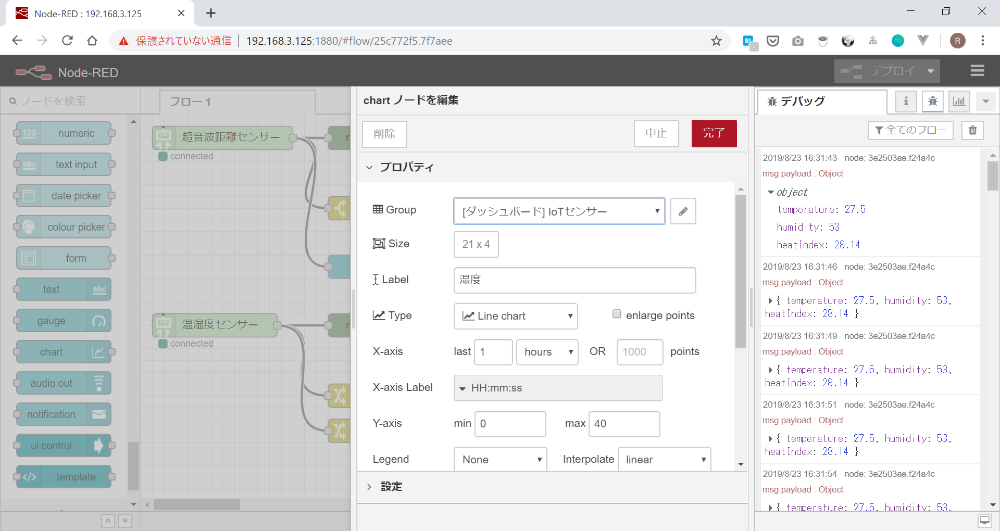 Node-RED : 192.168.3.125
保護されていない通信
192.168.3.125:1880/#flow/25c772f5.7f7aee
B!
m
R
Node-RED
デプロイ
ノードを検索
フロー 1
123 numeric
abc text input
date picker
colour picker
form
text abc
gauge
chart
audio out
notification
ui control
</> template
超音波距離センサー
connected
温湿度センサー
connected
chart ノードを編集
削除
中止
完了
プロパティ
Group
[ダッシュボード] IoTセンサー
Size
21 x 4
Label
湿度
Type
Line chart
enlarge points
X-axis
last 1 hours OR 1000 points
X-axis Label
HH:mm:ss
Y-axis
min 0 max 40
Legend
None
Interpolate
linear
設定
デバッグ
i
全てのフロー
2019/8/23 16:31:43 node: 3e2503ae.f24a4c
msg.payload : Object
object
temperature: 27.5
humidity: 53
heatIndex: 28.14
2019/8/23 16:31:46 node: 3e2503ae.f24a4c
msg.payload : Object
{ temperature: 27.5, humidity: 53,
heatIndex: 28.14 }
2019/8/23 16:31:49 node: 3e2503ae.f24a4c
msg.payload : Object
{ temperature: 27.5, humidity: 53,
heatIndex: 28.14 }
2019/8/23 16:31:51 node: 3e2503ae.f24a4c
msg.payload : Object
{ temperature: 27.5, humidity: 53,
heatIndex: 28.14 }
2019/8/23 16:31:54 node: 3e2503ae.f24a4c
msg.payload : Object
{ temperature: 27.5, humidity: 53,